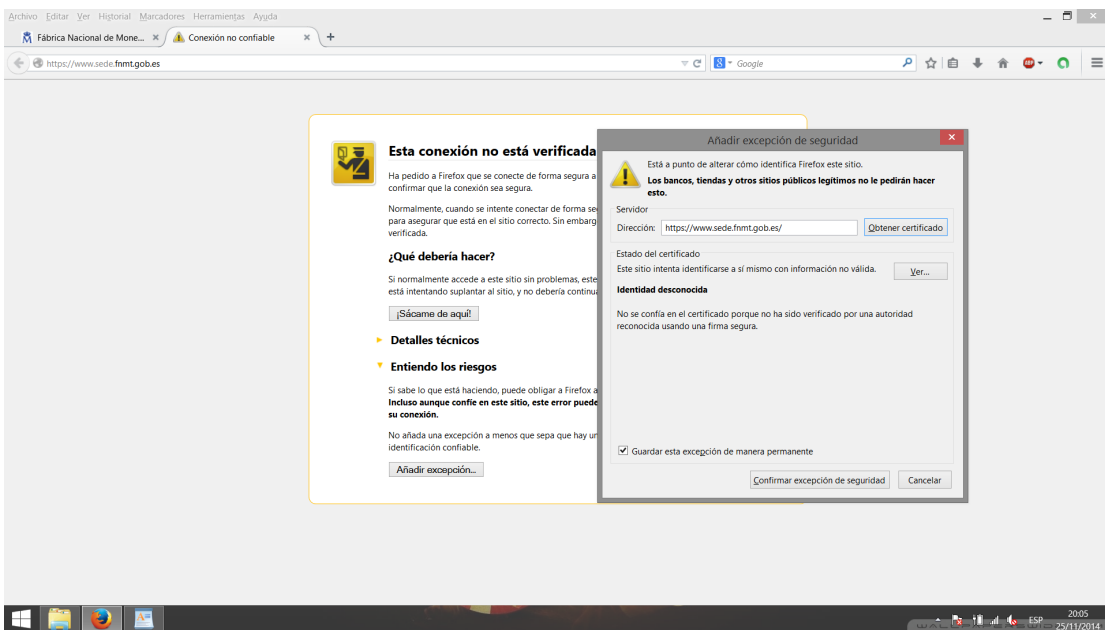 Archivo Editar Ver Historial Marcadores Herramientas Ayuda
Fábrica Nacional de Mone...
Conexión no confiable
https://www.sede.fnmt.gob.es
Google
Esta conexión no está verificada
Ha pedido a Firefox que se conecte de forma segura a
confirmar que la conexión sea segura.
Normalmente, cuando se intente conectar de forma se
para asegurar que está en el sitio correcto. Sin embarg
verificada.
¿Qué debería hacer?
Si normalmente accede a este sitio sin problemas, este
está intentando suplantar al sitio, y no debería continua
¡Sácame de aquí!
Detalles técnicos
Entiendo los riesgos
Si sabe lo que está haciendo, puede obligar a Firefox a
Incluso aunque confíe en este sitio, este error puede
su conexión.
No añada una excepción a menos que sepa que hay un
identificación confiable.
Añadir excepción...
Añadir excepción de seguridad
Está a punto de alterar cómo identifica Firefox este sitio.
Los bancos, tiendas y otros sitios públicos legítimos no le pedirán hacer
esto.
Servidor
Dirección: https://www.sede.fnmt.gob.es/ Obtener certificado
Estado del certificado
Este sitio intenta identificarse a sí mismo con información no válida.
Ver...
Identidad desconocida
No se confía en el certificado porque no ha sido verificado por una autoridad
reconocida usando una firma segura.
Guardar esta excepción de manera permanente
Confirmar excepción de seguridad
Cancelar
ESP
20:05
25/11/2014